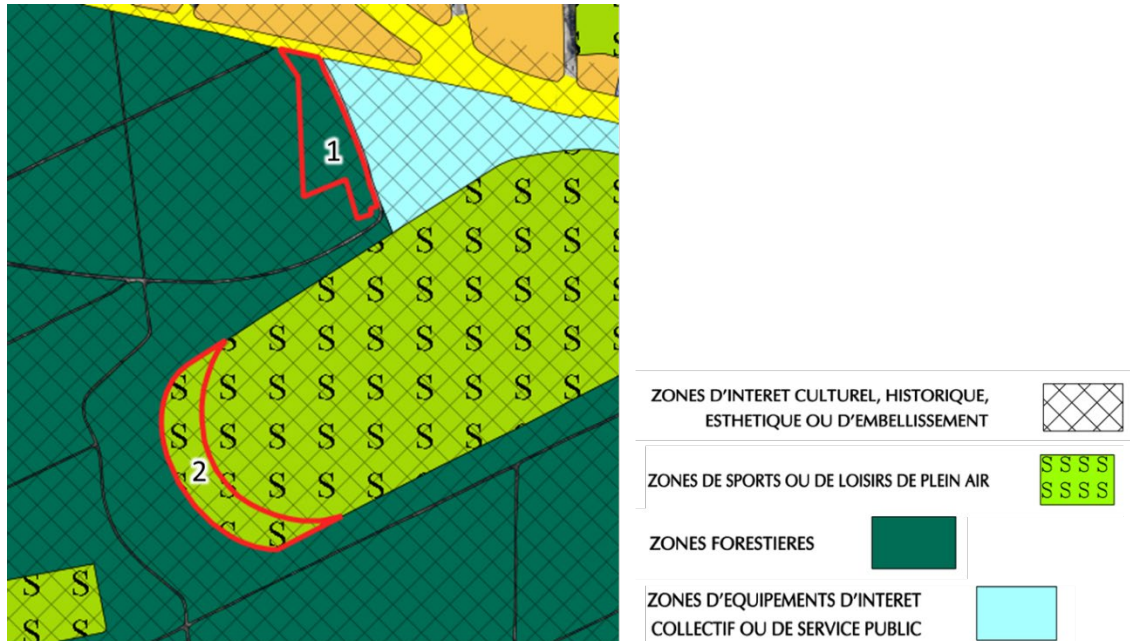 1
S S S S
S S S S S S
S S S S S S S
S S S S S S S S
S S S S S S S S S
S S S S S S S S
2
S S S S S
S S
S S
S S
ZONES D'INTERET CULTUREL, HISTORIQUE,
ESTHETIQUE OU D'EMBELLISSEMENT
ZONES DE SPORTS OU DE LOISIRS DE PLEIN AIR
S S S S
S S S S
ZONES FORESTIERES
ZONES D'EQUIPEMENTS D'INTERET
COLLECTIF OU DE SERVICE PUBLIC